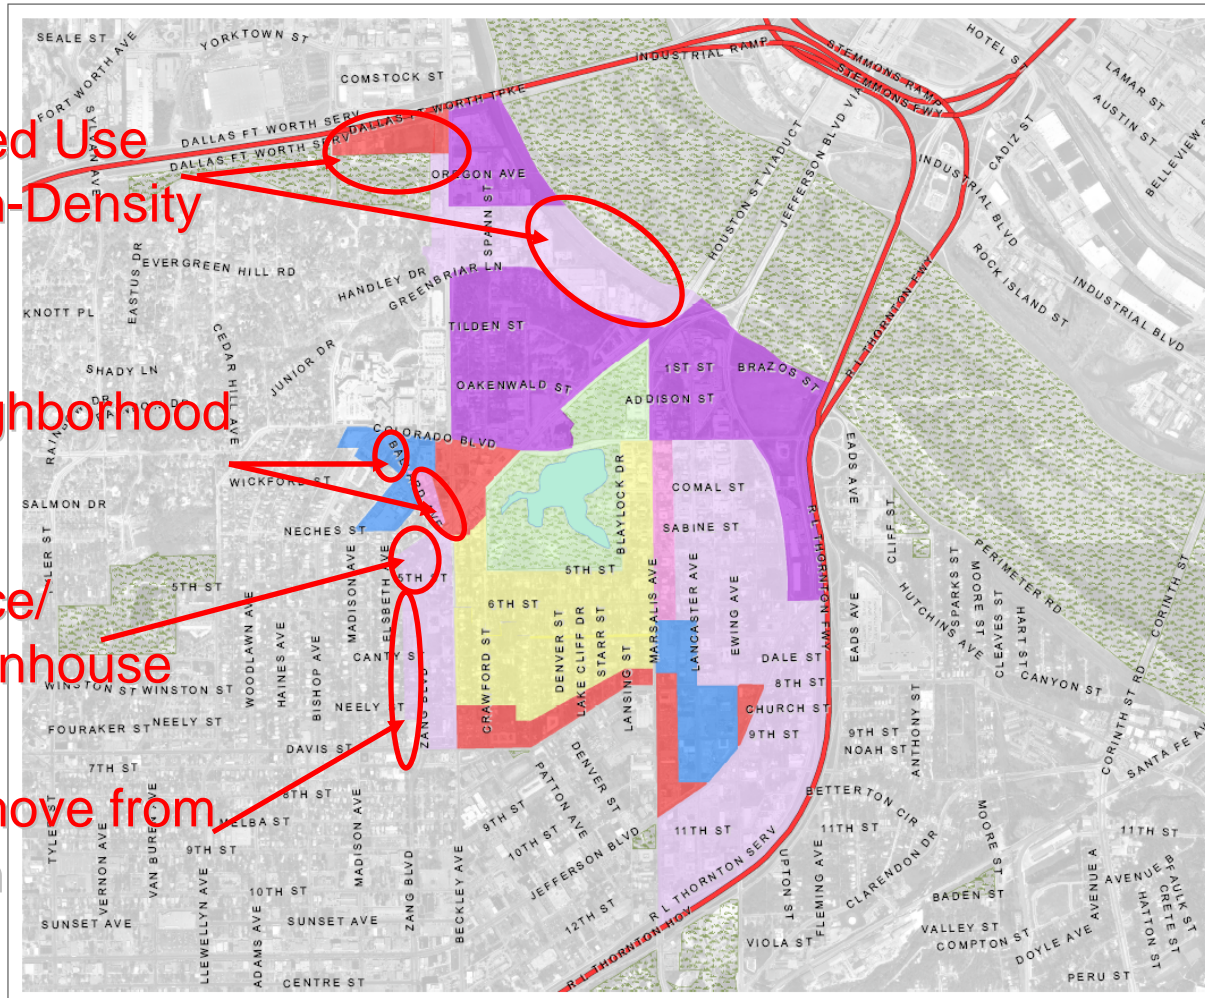 SEALE ST
YORKTOWN ST
HOTEL ST
FORT WORTH AVE
INDUSTRIAL RAMP
STEMMONS RAMP
STEMMONS FWY
LAMAR ST
COMSTOCK ST
AUSTIN ST
DALLAS FT WORTH TPKE
DALLAS FT WORTH SERV
DALLAS FT WORTH SERV
SYLVAN AVE
ed Use
-Density
OREGON AVE
SPANN ST
HOUSTON ST VIADUCT
JEFFERSON BLVD VIA
CADIZ ST
INDUSTRIAL BLVD
BELLEVIEW
EVERGREEN HILL RD
EASTUS DR
HANDLEY DR
GREENBRIAR LN
ROCK ISLAND ST
INDUSTRIAL BLVD
KNOTT PL
TILDEN ST
R L THORNTON FWY
CEDAR HILL AVE
JUNIOR DR
SHADY LN
OAKENWALD ST
1ST ST
BRAZOS ST
ADDISON ST
ghborhood
COLORADO BLVD
EADS AVE
WICKFORD ST
COMAL ST
BLAYLOCK DR
SALMON DR
NECHES ST
SABINE ST
R L THORNTON FWY
CLIFF ST
PERIMETER RD
5TH ST
5TH ST
5TH ST
6TH ST
MADISON AVE
ELSBETH AVE
MARSALIS AVE
LANCASTER AVE
EWING AVE
EADS AVE
HUTCHINS AVE
SPARKS ST
MOORE ST
CLEAVES ST
HART ST
CORINTH ST
ce/
nhouse
WOODLAWN AVE
HAINES AVE
BISHOP AVE
CANTY ST
CRAWFORD ST
DENVER ST
LAKE CLIFF DR
STARR ST
LANSING ST
DALE ST
8TH ST
CANYON ST
WINSTON ST
WINSTON ST
NEELY ST
NEELY ST
ZANG BLVD
CHURCH ST
FOURAKER ST
DAVIS ST
9TH ST
9TH ST
NOAH ST
ANTHONY ST
CORINTH ST RD
SANTA FE AV
7TH ST
8TH ST
DENVER ST
PATTON AVE
nove from
MELBA ST
9TH ST
9TH ST
10TH ST
JEFFERSON BLVD
11TH ST
BETTERTON CIR
11TH ST
CLARENDON DR
MOORE ST
11TH ST
TYLER ST
VERNON AVE
VAN BUREN AVE
LLEWELLYN AVE
ADAMS AVE
MADISON AVE
ZANG BLVD
BECKLEY AVE
10TH ST
12TH ST
R L THORNTON SERV
UPTON ST
FLEMING AVE
BADEN ST
AVENUE A
AVENUE B
FAULK ST
CRETE ST
HATTON ST
SUNSET AVE
SUNSET AVE
R L THORNTON HOV
VIOLA ST
VALLEY ST
COMPTON ST
DOYLE AVE
CENTRE ST
PERU ST